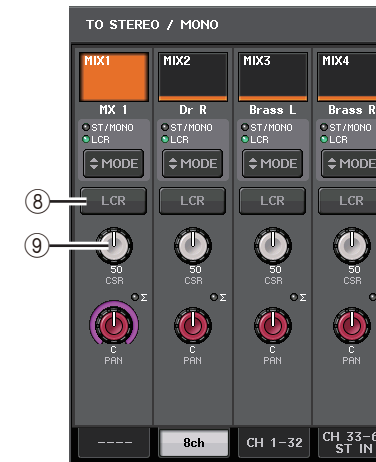 TO STEREO / MONO
MIX1 MIX2 MIX3 MIX4
MX 1 Dr R Brass L Brass R
ST/MONO ST/MONO ST/MONO ST/MONO
LCR LCR LCR LCR
MODE MODE MODE MODE
⑧ LCR LCR LCR LCR
⑨
50 50 50 50
CSR CSR CSR CSR
Σ Σ Σ
C C C C
PAN PAN PAN PAN
---- 8ch CH 1-32 CH 33-6
ST IN